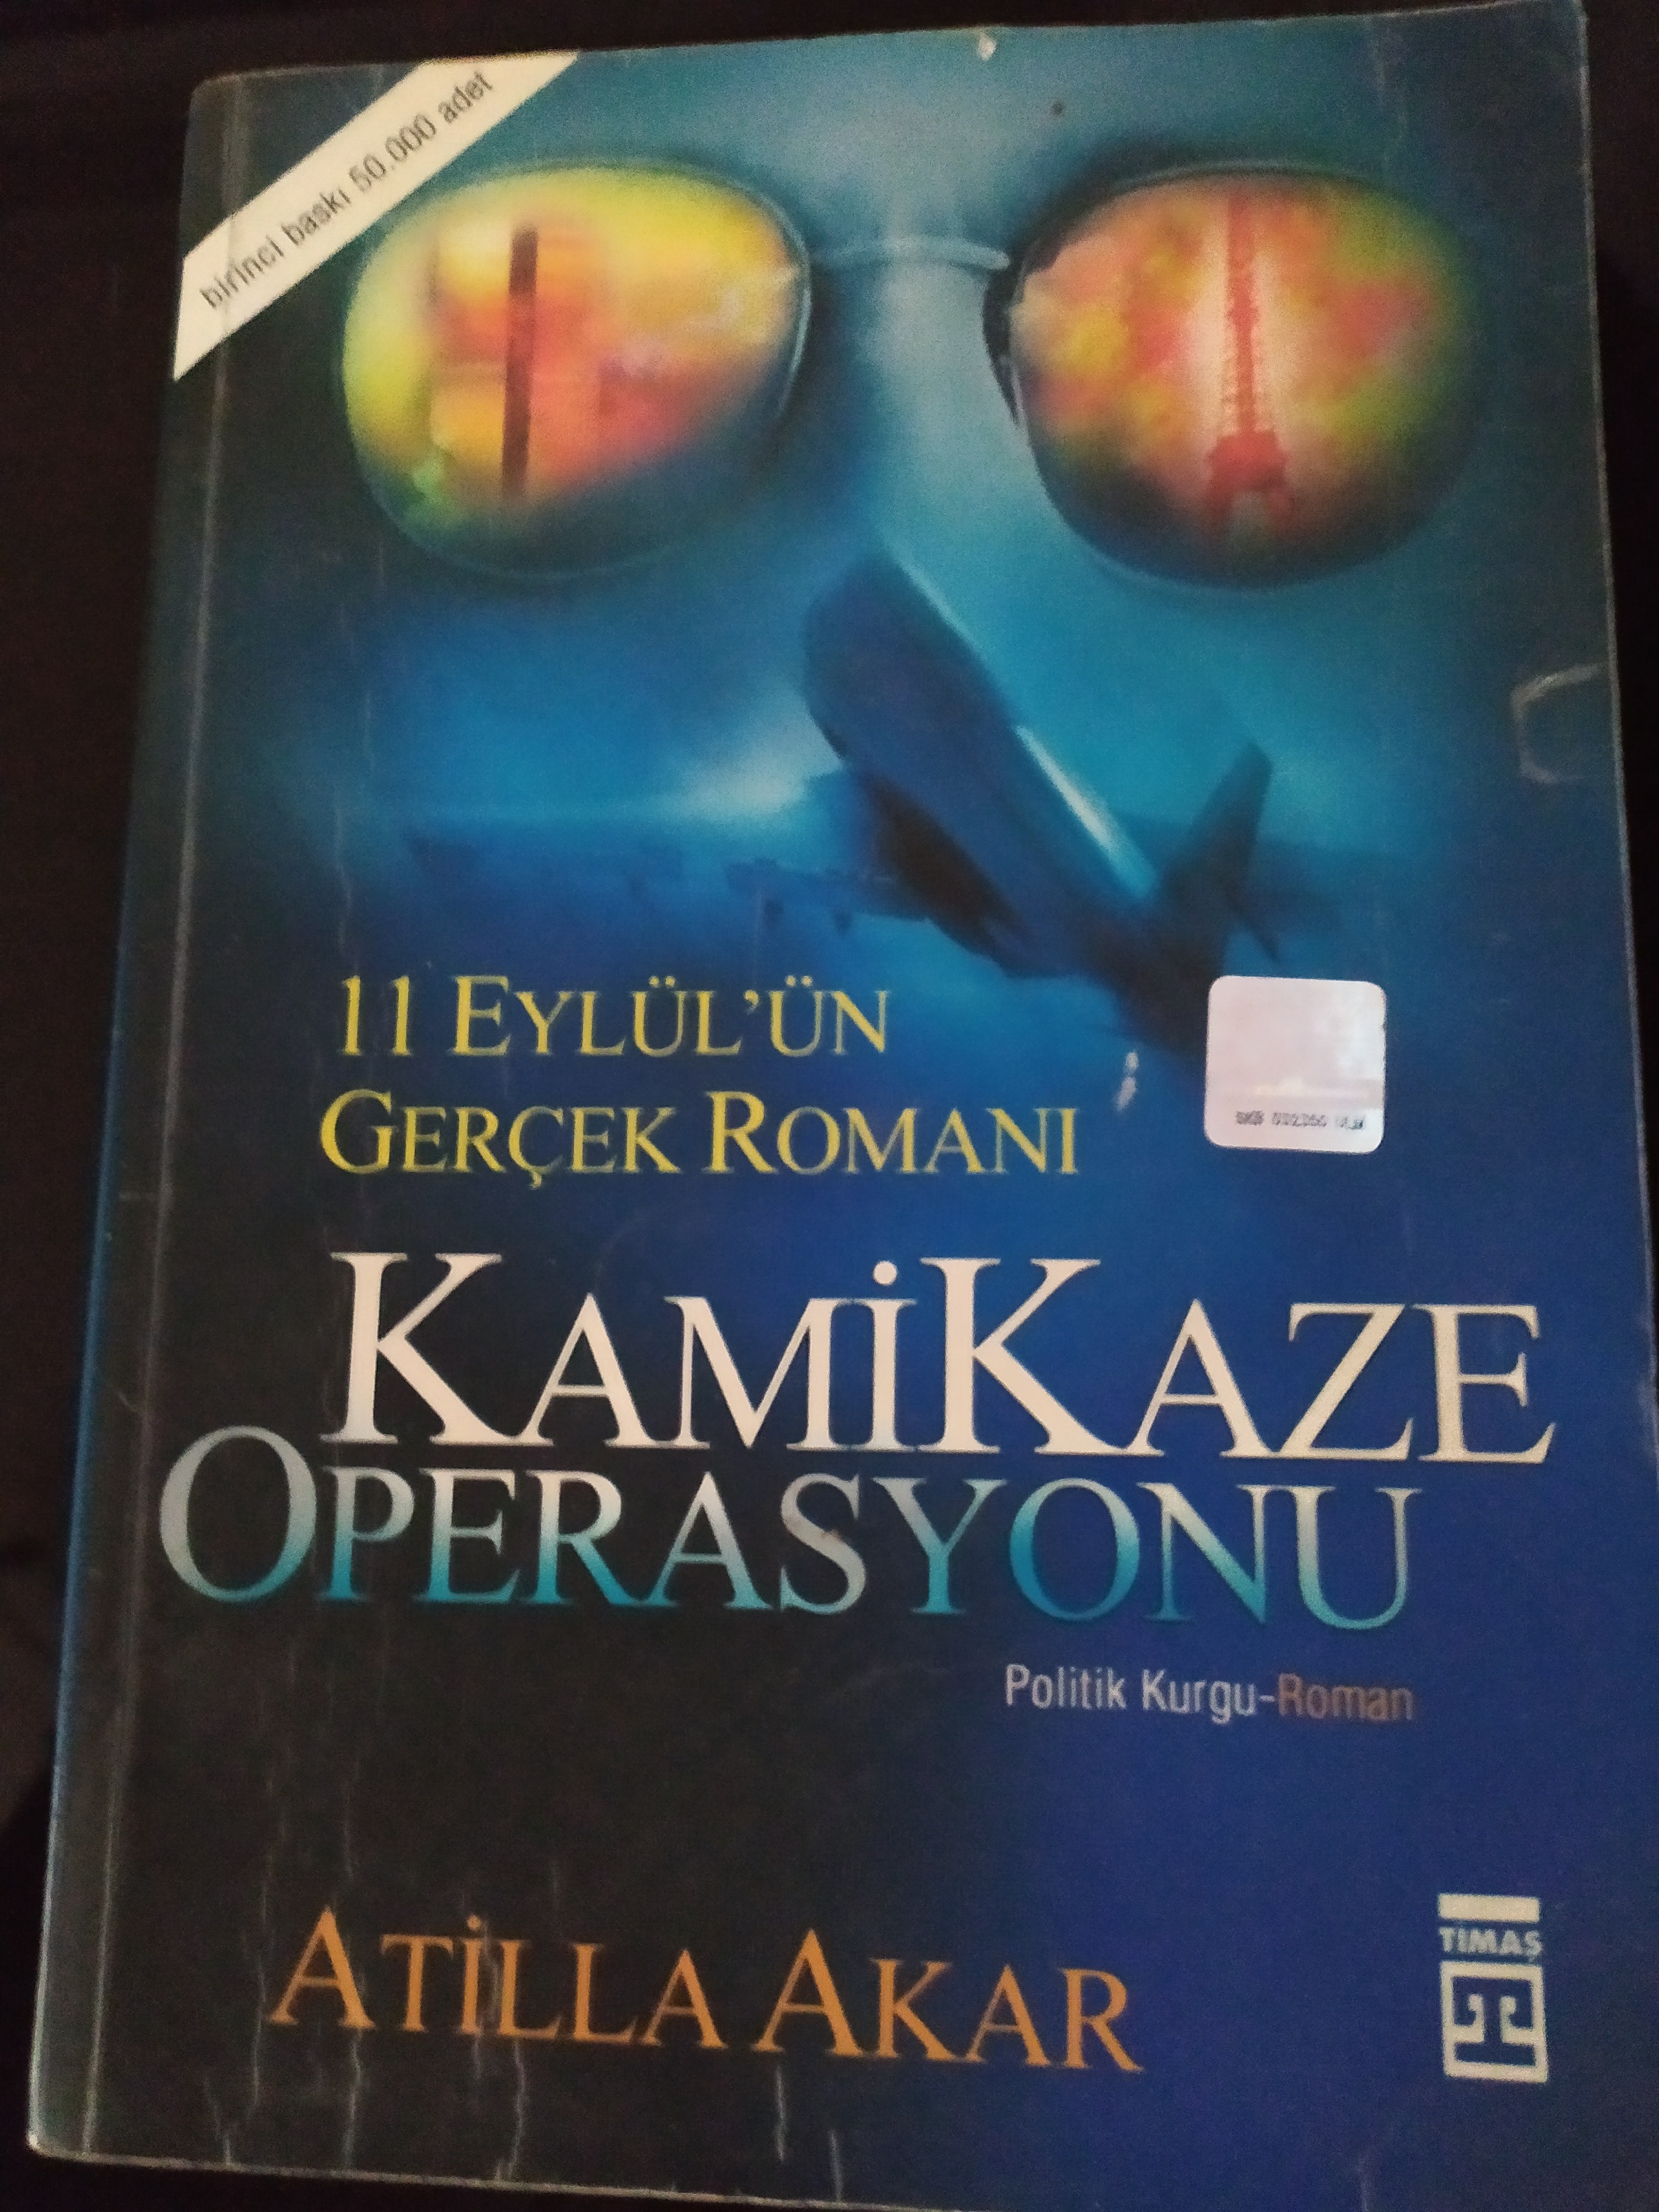 birinci baskı 50.000 adet
11 EYLÜL'ÜN
GERÇEK ROMANI
KAMİKAZE
OPERASYONU
Politik Kurgu-Roman
ATİLLA AKAR
TİMAŞ